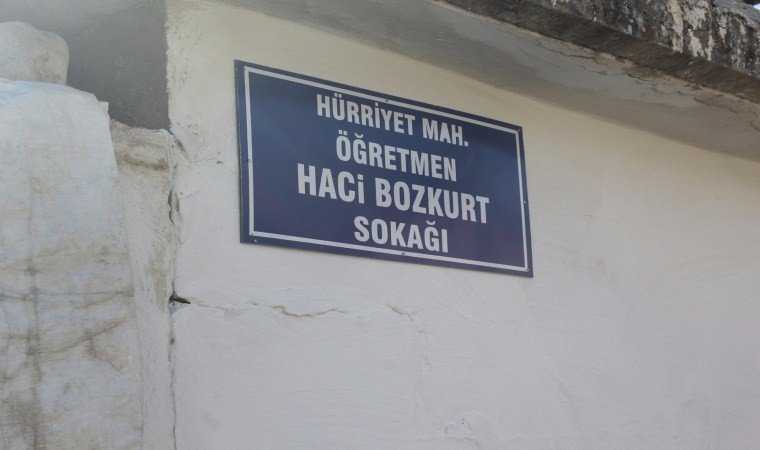 HÜRRİYET MAH.
ÖĞRETMEN
HACİ BOZKURT
SOKAĞI